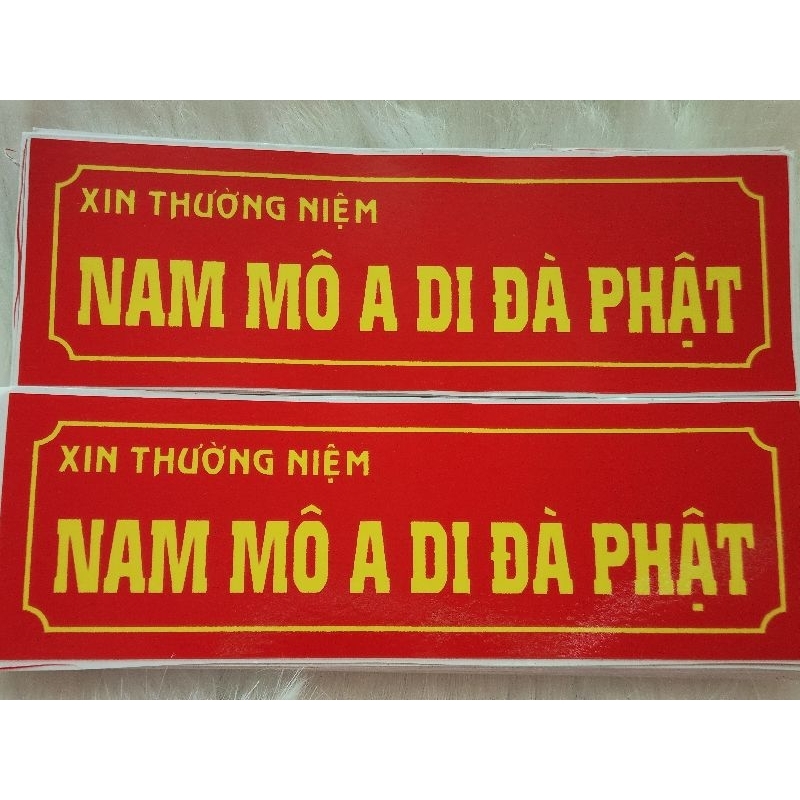 XIN THƯỜNG NIỆM
NAM MÔ A DI ĐÀ PHẬT
XIN THƯỜNG NIỆM
NAM MÔ A DI ĐÀ PHẬT